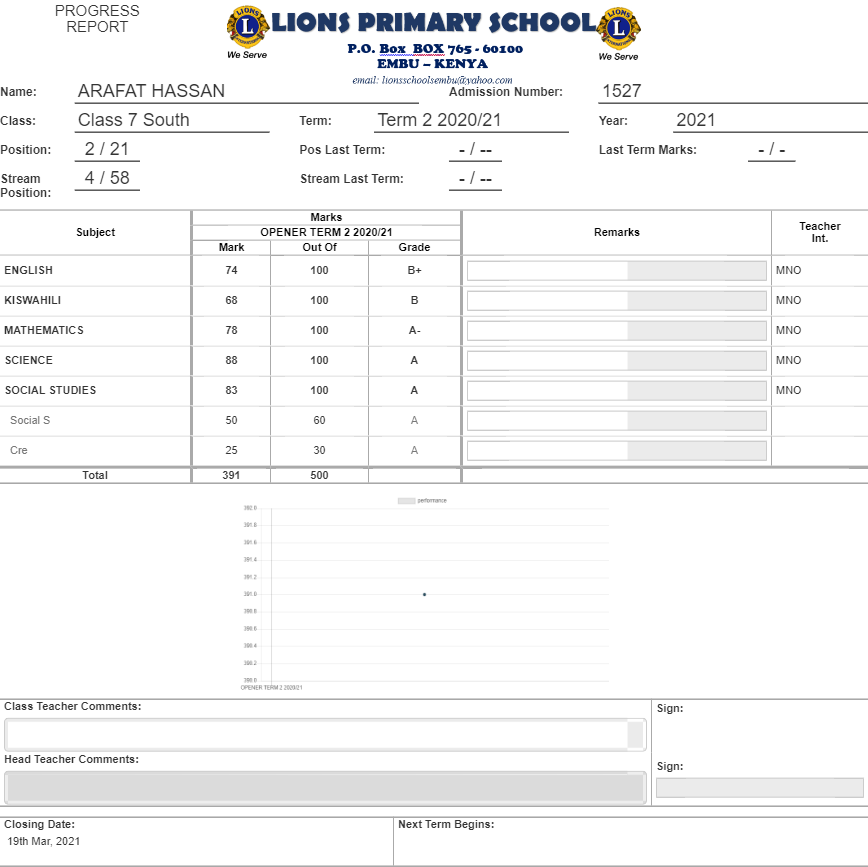 PROGRESS
REPORT
LIONS PRIMARY SCHOOL
We Serve
We Serve
P.O. Box BOX 765 - 60100
EMBU – KENYA
email: lionsschoolsembu@yahoo.com
Name: ARAFAT HASSAN Admission Number: 1527
Class: Class 7 South Term: Term 2 2020/21 Year: 2021
Position: 2 / 21 Pos Last Term: - / -- Last Term Marks: - / -
Stream Position: 4 / 58 Stream Last Term: - / --
Subject Marks Remarks Teacher Int.
OPENER TERM 2 2020/21
Mark Out Of Grade
ENGLISH 74 100 B+ MNO
KISWAHILI 68 100 B MNO
MATHEMATICS 78 100 A- MNO
SCIENCE 88 100 A MNO
SOCIAL STUDIES 83 100 A MNO
Social S 50 60 A
Cre 25 30 A
Total 391 500
performance
392.0
391.8
391.6
391.4
391.2
391.0
390.8
390.6
390.4
390.2
390.0
OPENER TERM 2 2020/21
Class Teacher Comments: Sign:
Head Teacher Comments: Sign:
Closing Date: Next Term Begins:
19th Mar, 2021